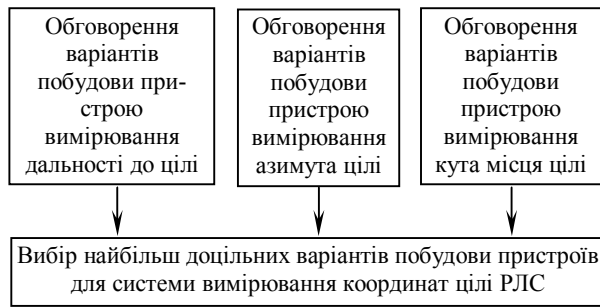 Обговорення
варіантів
побудови при-
строю
вимірювання
дальності до цілі
Обговорення
варіантів
побудови
пристрою
вимірювання
азимута цілі
Обговорення
варіантів
побудови
пристрою
вимірювання
кута місця цілі
Вибір найбільш доцільних варіантів побудови пристроїв
для системи вимірювання координат цілі РЛС